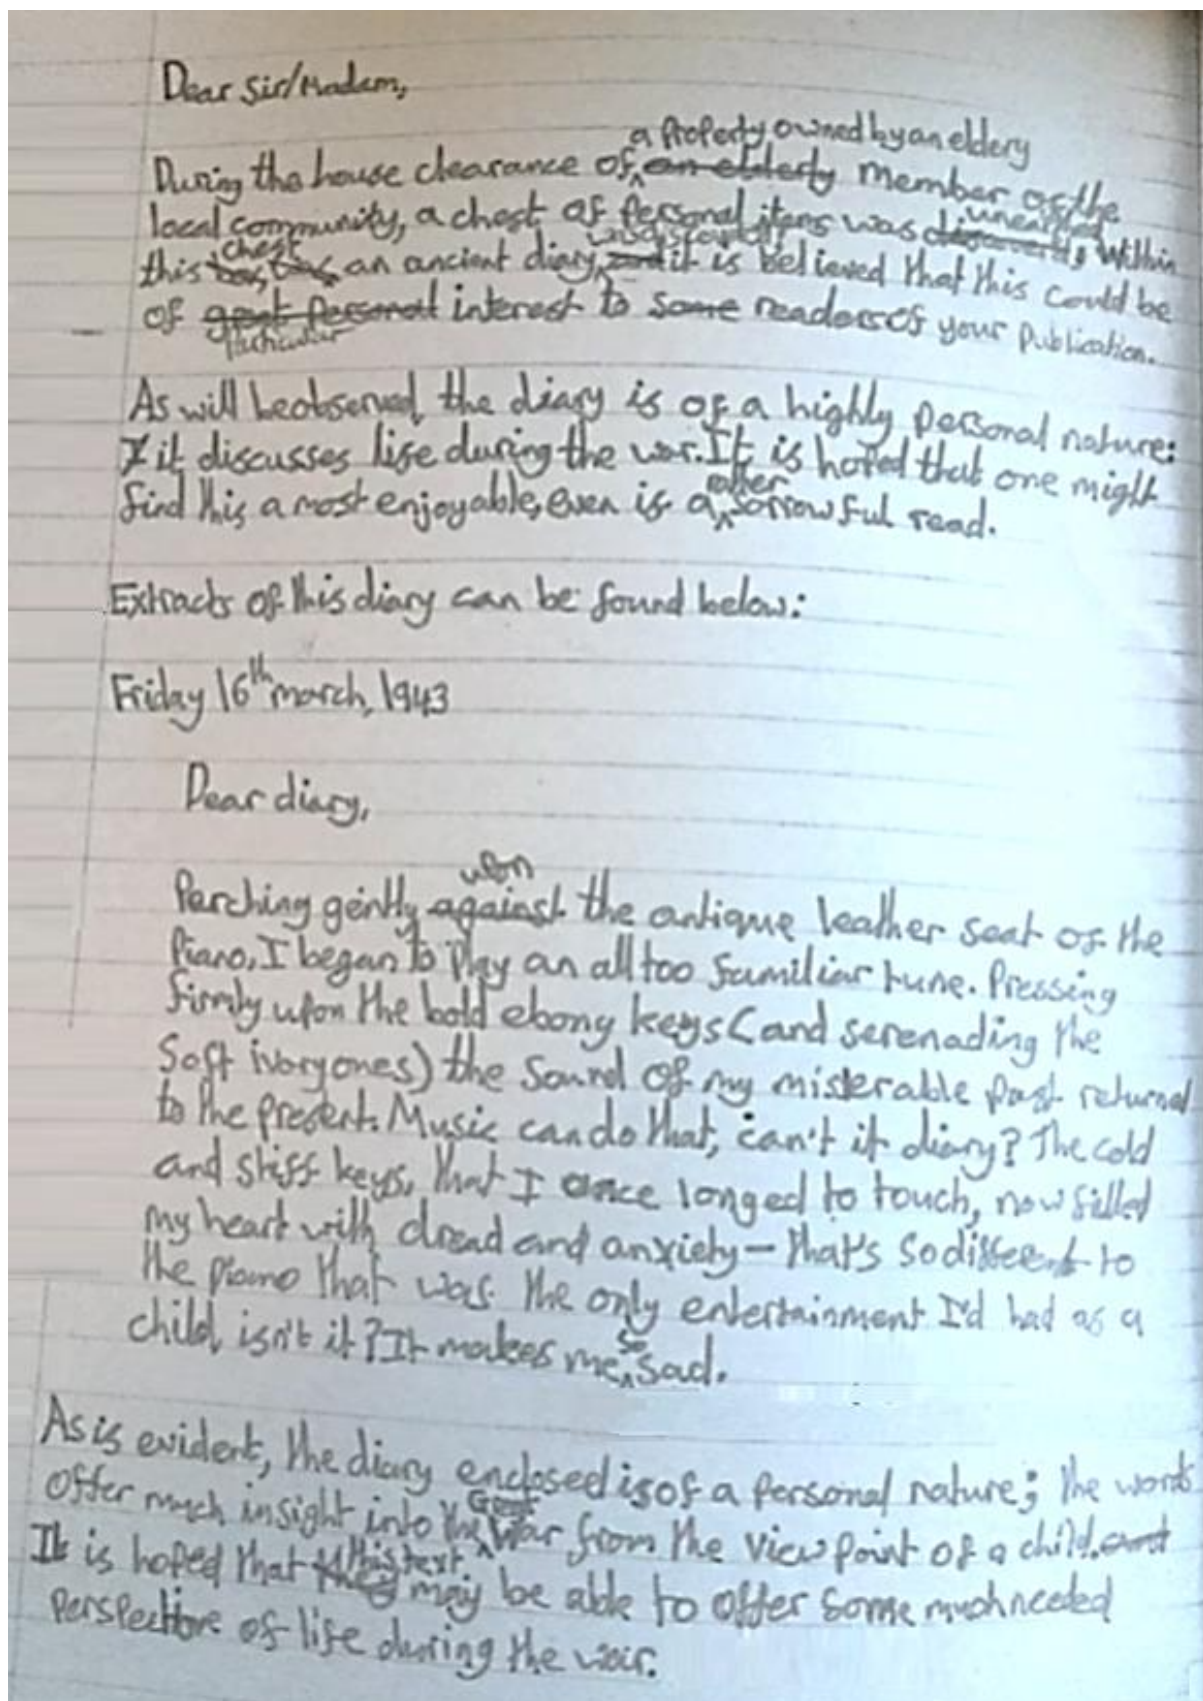 Dear Sir/Madam,
a property owned by an eldery
During the house clearance of an elderly member of the
local community, a chest of personal items was unearthed. Within
this chest an ancient diary was discovered; it is believed that this could be
of great personal interest to some readers of your publication.
particular
As will be observed, the diary is of a highly personal nature:
it discusses life during the war. It is hoped that one might
find this a most enjoyable, even if a rather sorrowful read.
Extracts of this diary can be found below:
Friday 16th march, 1943
Dear diary,
upon
Perching gently against the antique leather seat of the
piano, I began to play an all too familiar tune. Pressing
firmly upon the bold ebony keys (and serenading the
soft ivory ones) the sound of my misterable past returned
to the present. Music can do that, can't it diary? The cold
and stiff keys, that I once longed to touch, now filled
my heart with dread and anxiety – that's so different to
the piano that was the only entertainment I'd had as a
child, isn't it? It makes me so sad.
As is evident, the diary enclosed is of a personal nature; the words
offer much insight into the Great War from the viewpoint of a child. and
It is hoped that they this text may be able to offer some much needed
perspective of life during the war.